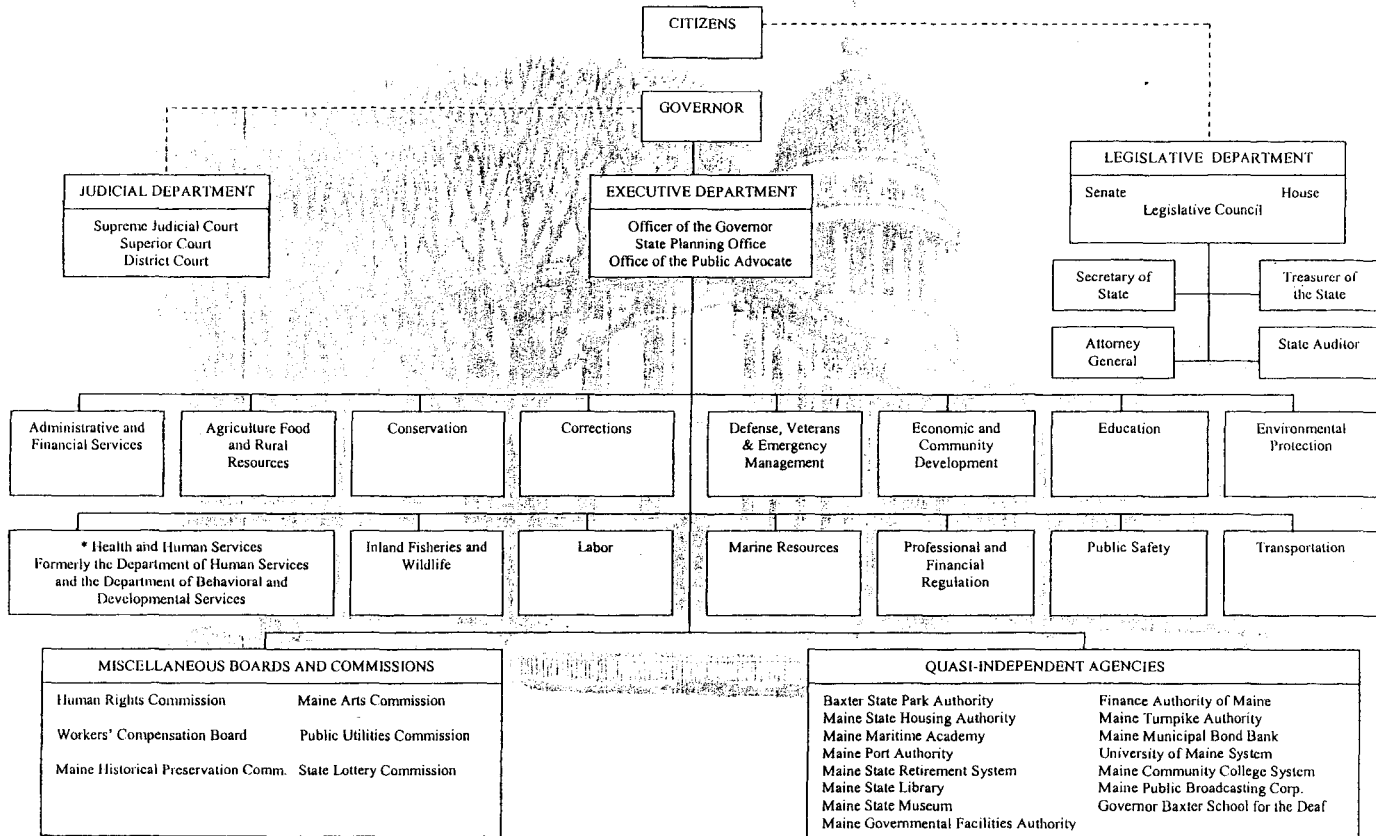 CITIZENS
GOVERNOR
JUDICIAL DEPARTMENT
Supreme Judicial Court
Superior Court
District Court
EXECUTIVE DEPARTMENT
Officer of the Governor
State Planning Office
Office of the Public Advocate
LEGISLATIVE DEPARTMENT
Senate House
Legislative Council
Secretary of
State
Treasurer of
the State
Attorney
General
State Auditor
Administrative and
Financial Services
Agriculture Food
and Rural
Resources
Conservation
Corrections
Defense, Veterans
& Emergency
Management
Economic and
Community
Development
Education
Environmental
Protection
* Health and Human Services
Formerly the Department of Human Services
and the Department of Behavioral and
Developmental Services
Inland Fisheries and
Wildlife
Labor
Marine Resources
Professional and
Financial
Regulation
Public Safety
Transportation
MISCELLANEOUS BOARDS AND COMMISSIONS
Human Rights Commission Maine Arts Commission
Workers' Compensation Board Public Utilities Commission
Maine Historical Preservation Comm. State Lottery Commission
QUASI-INDEPENDENT AGENCIES
Baxter State Park Authority Finance Authority of Maine
Maine State Housing Authority Maine Turnpike Authority
Maine Maritime Academy Maine Municipal Bond Bank
Maine Port Authority University of Maine System
Maine State Retirement System Maine Community College System
Maine State Library Maine Public Broadcasting Corp.
Maine State Museum Governor Baxter School for the Deaf
Maine Governmental Facilities Authority